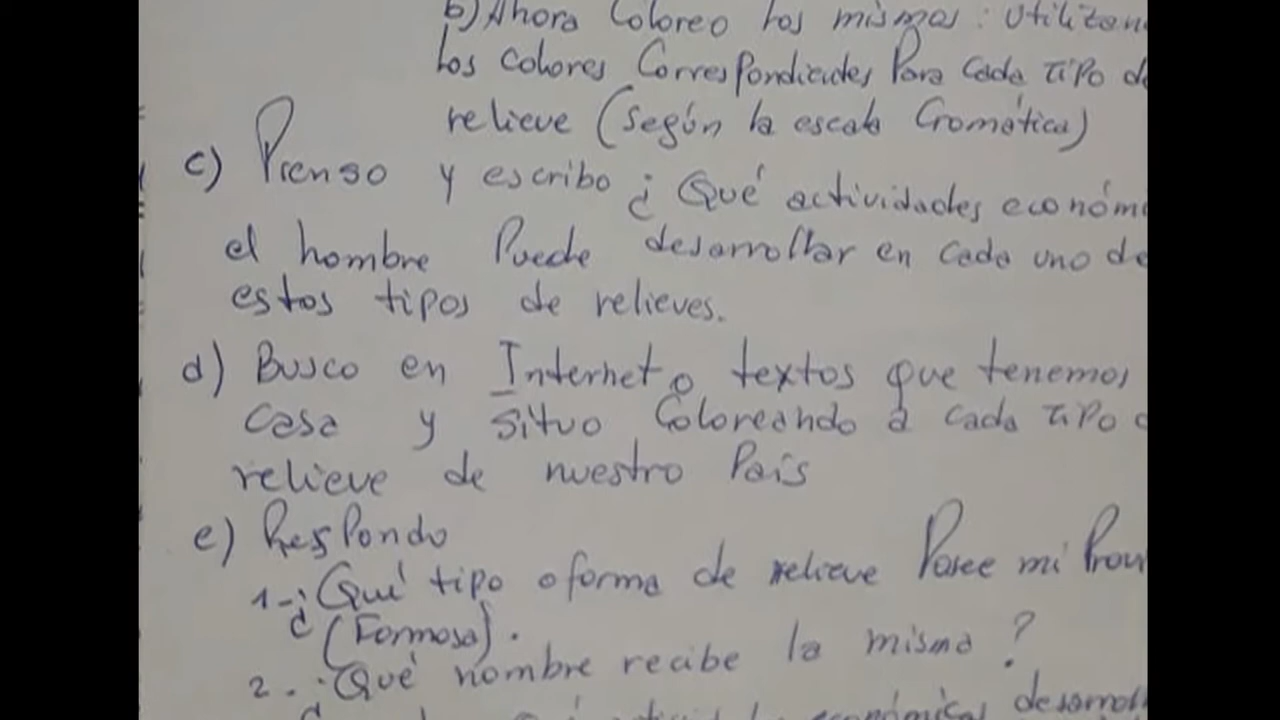 b) Ahora Coloreo los mismos: Utilizan
los colores Correspondientes Para cada tipo de
relieve (según la escala Cromática)
c) Pienso y escribo ¿Qué actividades económi
el hombre Puede desarrollar en cada uno de
estos tipos de relieves.
d) Busco en Internet o textos que tenemos
casa y situo Coloreando a cada tipo d
relieve de nuestro País
e) Respondo
1-¿Qué tipo o forma de relieve Posee mi Prov
(Formosa).
2. ¿Qué nombre recibe la misma?
económicas desarroll